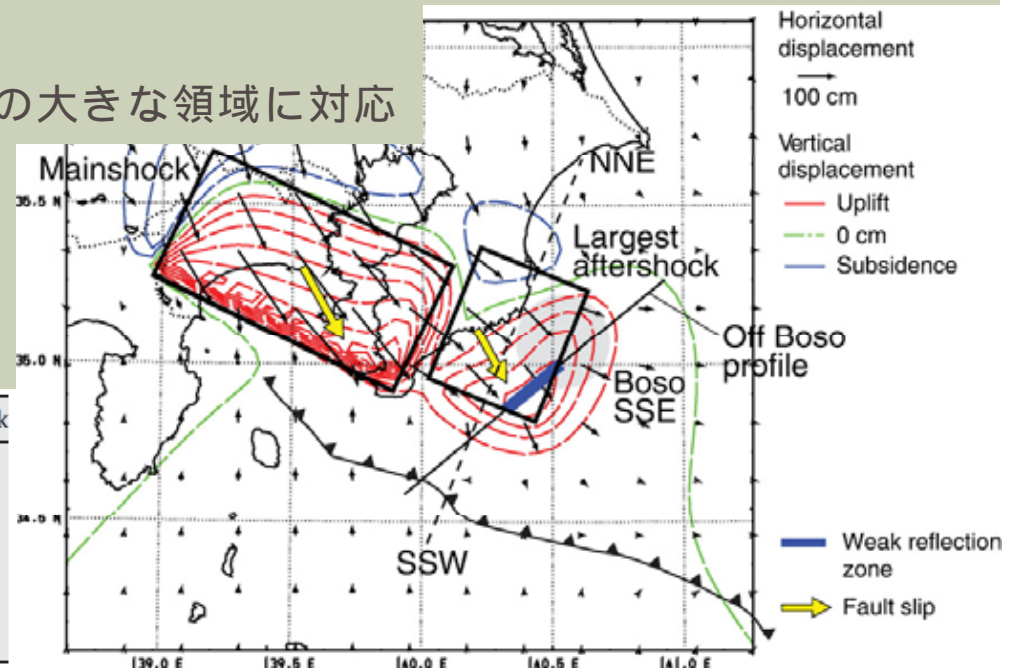 の大きな領域に対応
Horizontal
displacement
100 cm
Vertical
displacement
Uplift
0 cm
Subsidence
Mainshock
NNE
Largest
aftershock
Off Boso
profile
Boso
SSE
SSW
Weak reflection
zone
Fault slip
35.5 N
35.0 N
34.5 N
139.0 E
139.5 E
140.0 E
140.5 E
141.0 E
k